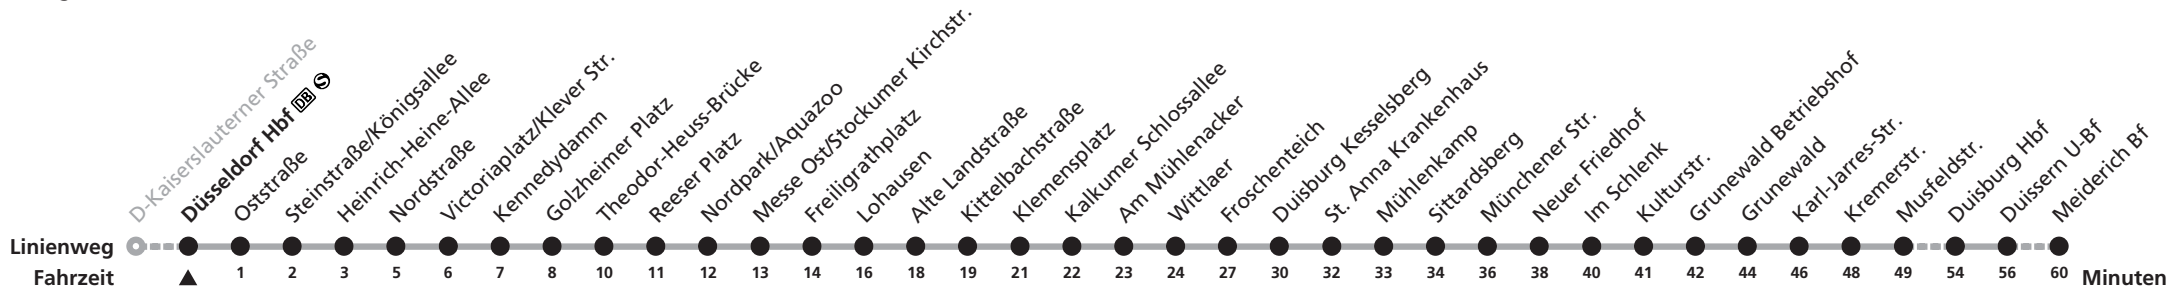 D-Kaiserslauterner Straße
Düsseldorf Hbf DB S
Oststraße
Steinstraße/Königsallee
Heinrich-Heine-Allee
Nordstraße
Victoriaplatz/Klever Str.
Kennedydamm
Golzheimer Platz
Theodor-Heuss-Brücke
Reeser Platz
Nordpark/Aquazoo
Messe Ost/Stockumer Kirchstr.
Freiligrathplatz
Lohausen
Alte Landstraße
Kittelbachstraße
Klemensplatz
Kalkumer Schlossallee
Am Mühlenacker
Wittlaer
Froschenteich
Duisburg Kesselsberg
St. Anna Krankenhaus
Mühlenkamp
Sittardsberg
Münchener Str.
Neuer Friedhof
Im Schlenk
Kulturstr.
Grunewald Betriebshof
Grunewald
Karl-Jarres-Str.
Kremerstr.
Musfeldstr.
Duisburg Hbf
Duissern U-Bf
Meiderich Bf
Linienweg
Fahrzeit 1 2 3 5 6 7 8 10 11 12 13 14 16 18 19 21 22 23 24 27 30 32 33 34 36 38 40 41 42 44 46 48 49 54 56 60 Minuten